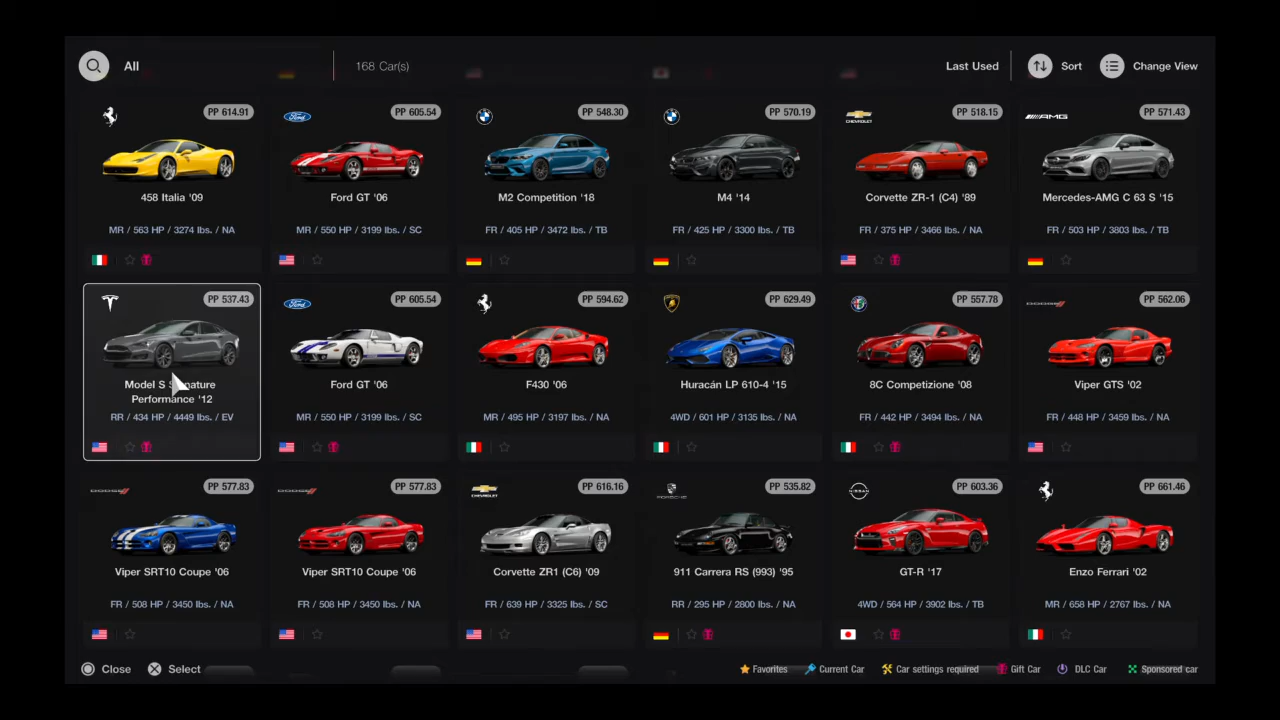 All
168 Car(s)
Last Used
Sort
Change View
PP 614.91
PP 605.54
PP 548.30
PP 570.19
PP 518.15
PP 571.43
Ford
CHEVROLET
AMG
458 Italia '09
Ford GT '06
M2 Competition '18
M4 '14
Corvette ZR-1 (C4) '89
Mercedes-AMG C 63 S '15
MR / 563 HP / 3274 lbs. / NA
MR / 550 HP / 3199 lbs. / SC
FR / 405 HP / 3472 lbs. / TB
FR / 425 HP / 3300 lbs. / TB
FR / 375 HP / 3466 lbs. / NA
FR / 503 HP / 3803 lbs. / TB
PP 537.43
PP 605.54
PP 594.62
PP 629.49
PP 557.78
PP 562.06
Ford
Model S Signature
Performance '12
Ford GT '06
F430 '06
Huracán LP 610-4 '15
8C Competizione '08
Viper GTS '02
RR / 434 HP / 4449 lbs. / EV
MR / 550 HP / 3199 lbs. / SC
MR / 495 HP / 3197 lbs. / NA
4WD / 601 HP / 3135 lbs. / NA
FR / 442 HP / 3494 lbs. / NA
FR / 448 HP / 3459 lbs. / NA
PP 577.83
PP 577.83
PP 616.16
PP 535.82
PP 603.36
PP 661.46
CHEVROLET
PORSCHE
NISSAN
Viper SRT10 Coupe '06
Viper SRT10 Coupe '06
Corvette ZR1 (C6) '09
911 Carrera RS (993) '95
GT-R '17
Enzo Ferrari '02
FR / 508 HP / 3450 lbs. / NA
FR / 508 HP / 3450 lbs. / NA
FR / 639 HP / 3325 lbs. / SC
RR / 295 HP / 2800 lbs. / NA
4WD / 564 HP / 3902 lbs. / TB
MR / 658 HP / 2767 lbs. / NA
Close
Select
Favorites
Current Car
Car settings required
Gift Car
DLC Car
Sponsored car